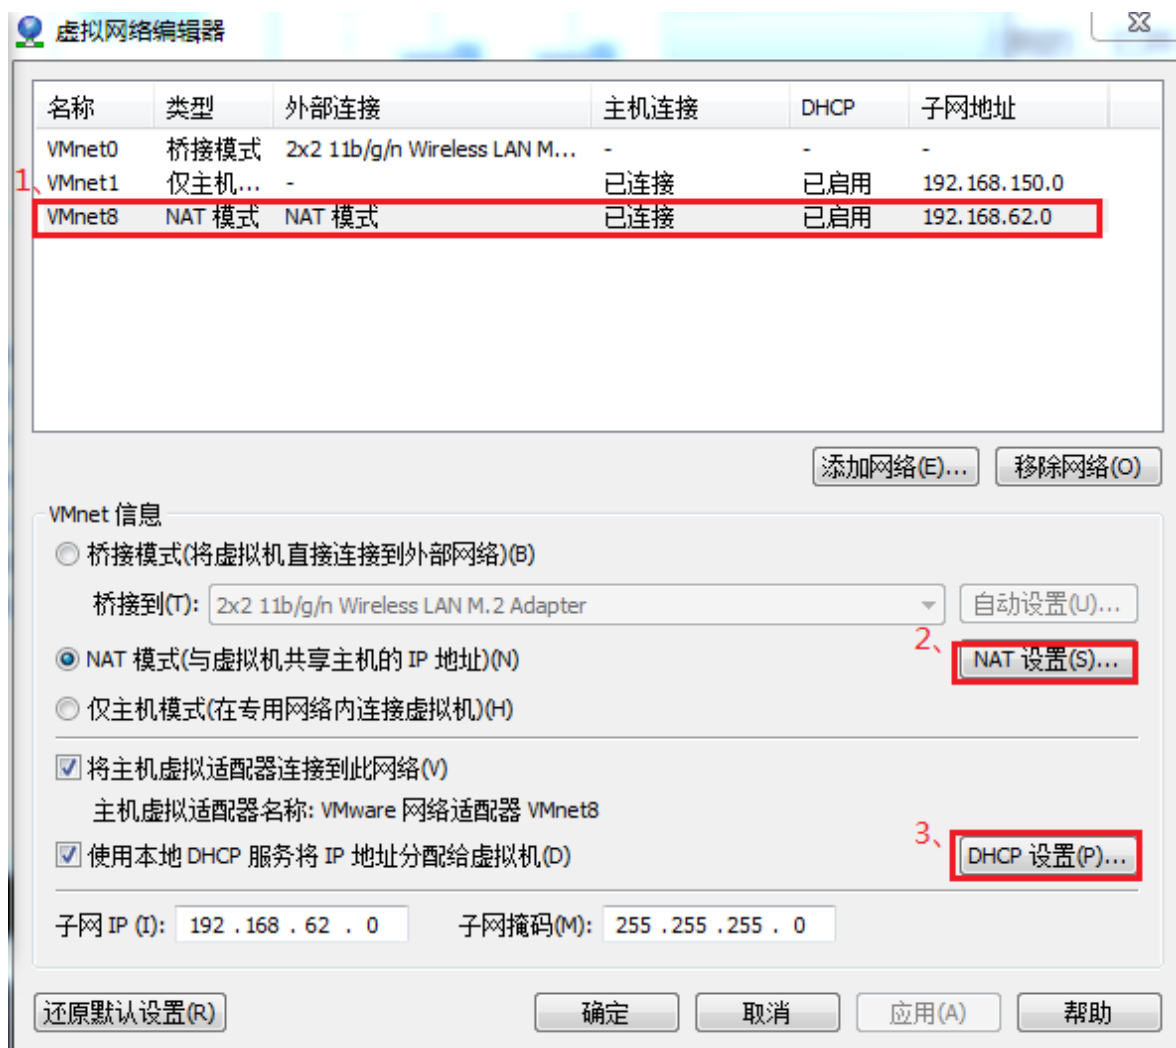 虚拟网络编辑器
名称 类型 外部连接 主机连接 DHCP 子网地址
VMnet0 桥接模式 2x2 11b/g/n Wireless LAN M... - - -
1、VMnet1 仅主机... - 已连接 已启用 192.168.150.0
VMnet8 NAT 模式 NAT 模式 已连接 已启用 192.168.62.0
添加网络(E)... 移除网络(O)
VMnet 信息
桥接模式(将虚拟机直接连接到外部网络)(B)
桥接到(T): 2x2 11b/g/n Wireless LAN M.2 Adapter 自动设置(U)...
NAT 模式(与虚拟机共享主机的 IP 地址)(N) 2、 NAT 设置(S)...
仅主机模式(在专用网络内连接虚拟机)(H)
将主机虚拟适配器连接到此网络(V)
主机虚拟适配器名称: VMware 网络适配器 VMnet8
使用本地 DHCP 服务将 IP 地址分配给虚拟机(D) 3、 DHCP 设置(P)...
子网 IP (I): 192 . 168 . 62 . 0 子网掩码(M): 255 . 255 . 255 . 0
还原默认设置(R) 确定 取消 应用(A) 帮助